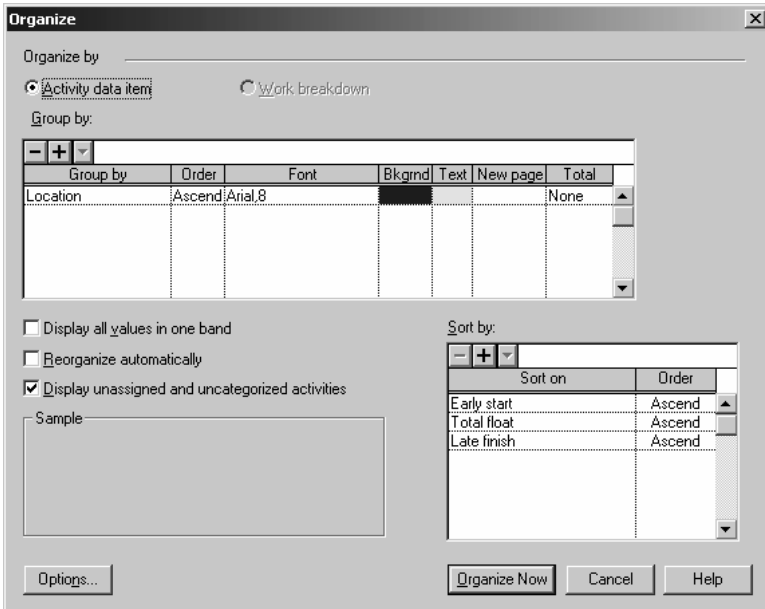 Organize
Organize by
Activity data item Work breakdown
Group by:
Group by Order Font Bkgrnd Text New page Total
Location Ascend Arial,8 None
Display all values in one band
Reorganize automatically
Display unassigned and uncategorized activities
Sample
Sort by:
Sort on Order
Early start Ascend
Total float Ascend
Late finish Ascend
Options... Organize Now Cancel Help